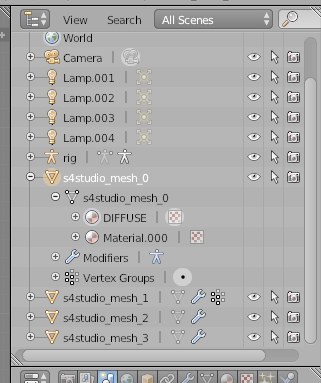 View Search All Scenes
World
Camera
Lamp.001
Lamp.002
Lamp.003
Lamp.004
rig
s4studio_mesh_0
s4studio_mesh_0
DIFFUSE
Material.000
Modifiers
Vertex Groups
s4studio_mesh_1
s4studio_mesh_2
s4studio_mesh_3